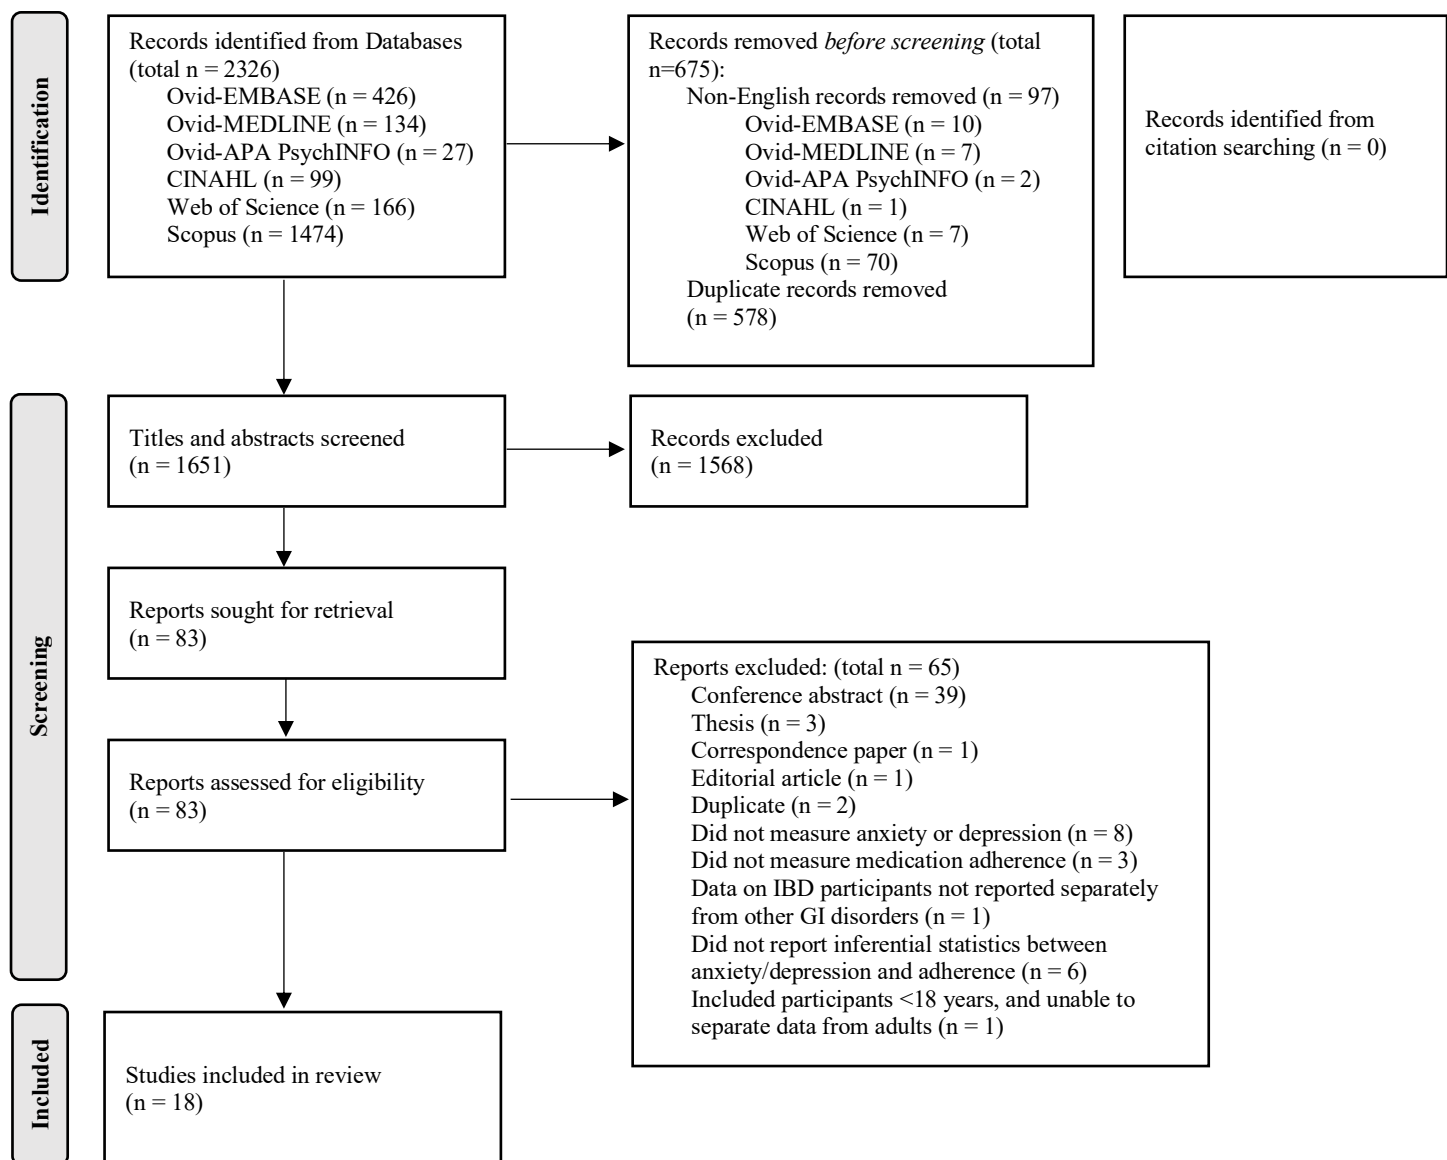 Identification
Records identified from Databases
(total n = 2326)
Ovid-EMBASE (n = 426)
Ovid-MEDLINE (n = 134)
Ovid-APA PsychINFO (n = 27)
CINAHL (n = 99)
Web of Science (n = 166)
Scopus (n = 1474)
Records removed before screening (total
n=675):
Non-English records removed (n = 97)
Ovid-EMBASE (n = 10)
Ovid-MEDLINE (n = 7)
Ovid-APA PsychINFO (n = 2)
CINAHL (n = 1)
Web of Science (n = 7)
Scopus (n = 70)
Duplicate records removed
(n = 578)
Records identified from
citation searching (n = 0)
Screening
Titles and abstracts screened
(n = 1651)
Records excluded
(n = 1568)
Reports sought for retrieval
(n = 83)
Reports assessed for eligibility
(n = 83)
Reports excluded: (total n = 65)
Conference abstract (n = 39)
Thesis (n = 3)
Correspondence paper (n = 1)
Editorial article (n = 1)
Duplicate (n = 2)
Did not measure anxiety or depression (n = 8)
Did not measure medication adherence (n = 3)
Data on IBD participants not reported separately
from other GI disorders (n = 1)
Did not report inferential statistics between
anxiety/depression and adherence (n = 6)
Included participants <18 years, and unable to
separate data from adults (n = 1)
Included
Studies included in review
(n = 18)